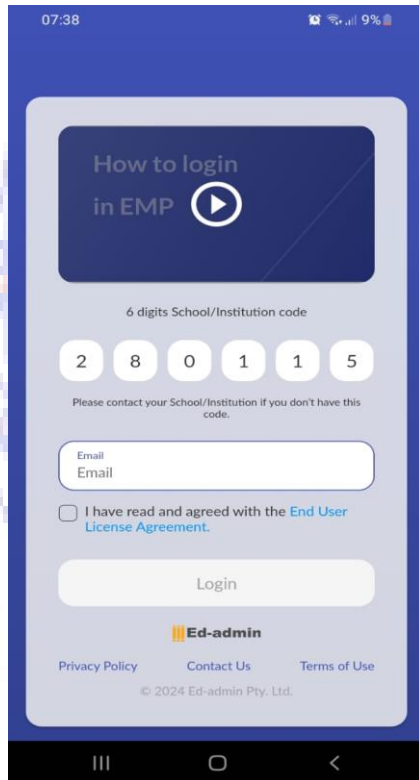 07:38
9%
How to login
in EMP
6 digits School/Institution code
2 8 0 1 1 5
Please contact your School/Institution if you don't have this
code.
Email
Email
I have read and agreed with the End User
License Agreement.
Login
Ed-admin
Privacy Policy Contact Us Terms of Use
© 2024 Ed-admin Pty. Ltd.